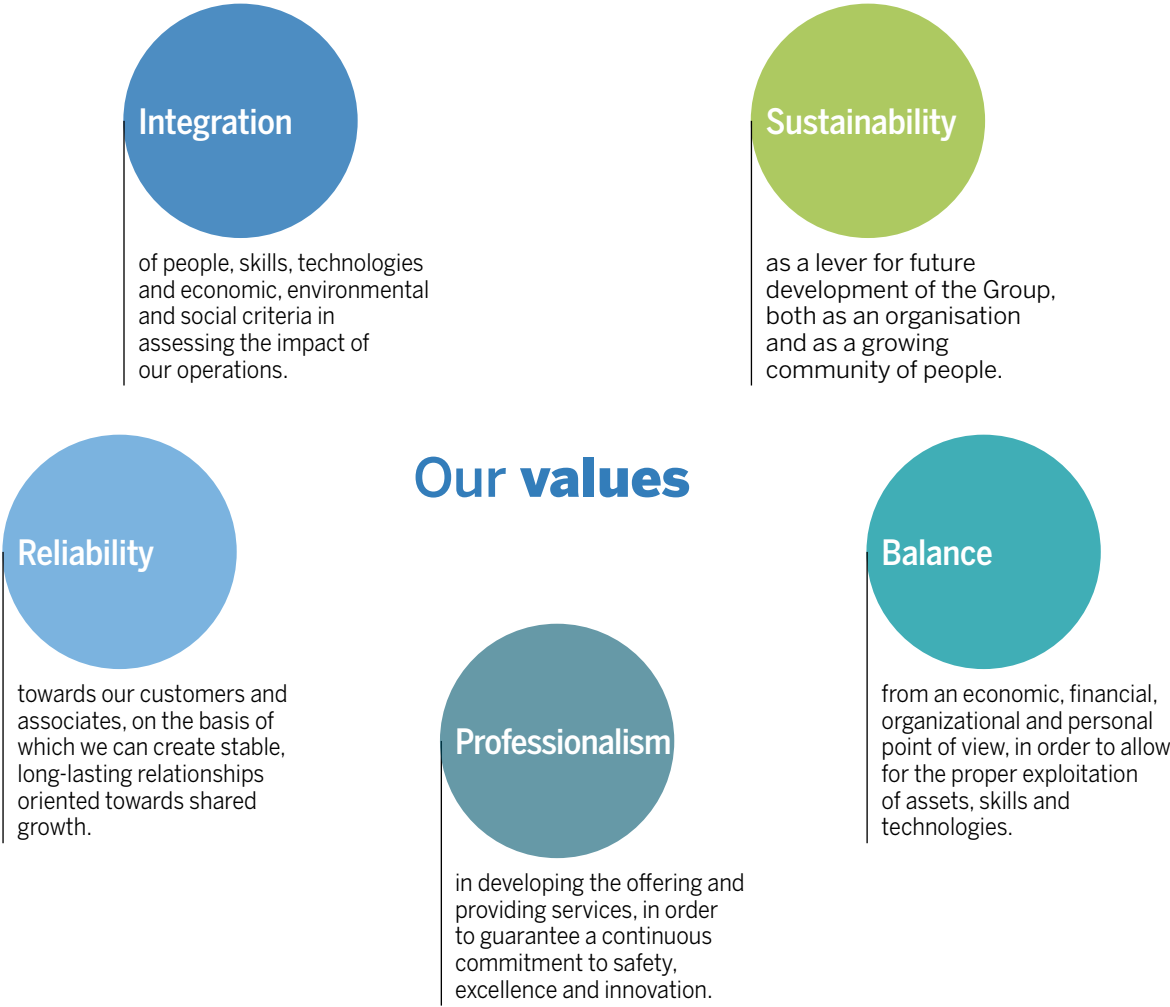 Integration
of people, skills, technologies
and economic, environmental
and social criteria in
assessing the impact of
our operations.
Sustainability
as a lever for future
development of the Group,
both as an organisation
and as a growing
community of people.
Our values
Reliability
towards our customers and
associates, on the basis of
which we can create stable,
long-lasting relationships
oriented towards shared
growth.
Balance
from an economic, financial,
organizational and personal
point of view, in order to allow
for the proper exploitation
of assets, skills and
technologies.
Professionalism
in developing the offering and
providing services, in order
to guarantee a continuous
commitment to safety,
excellence and innovation.